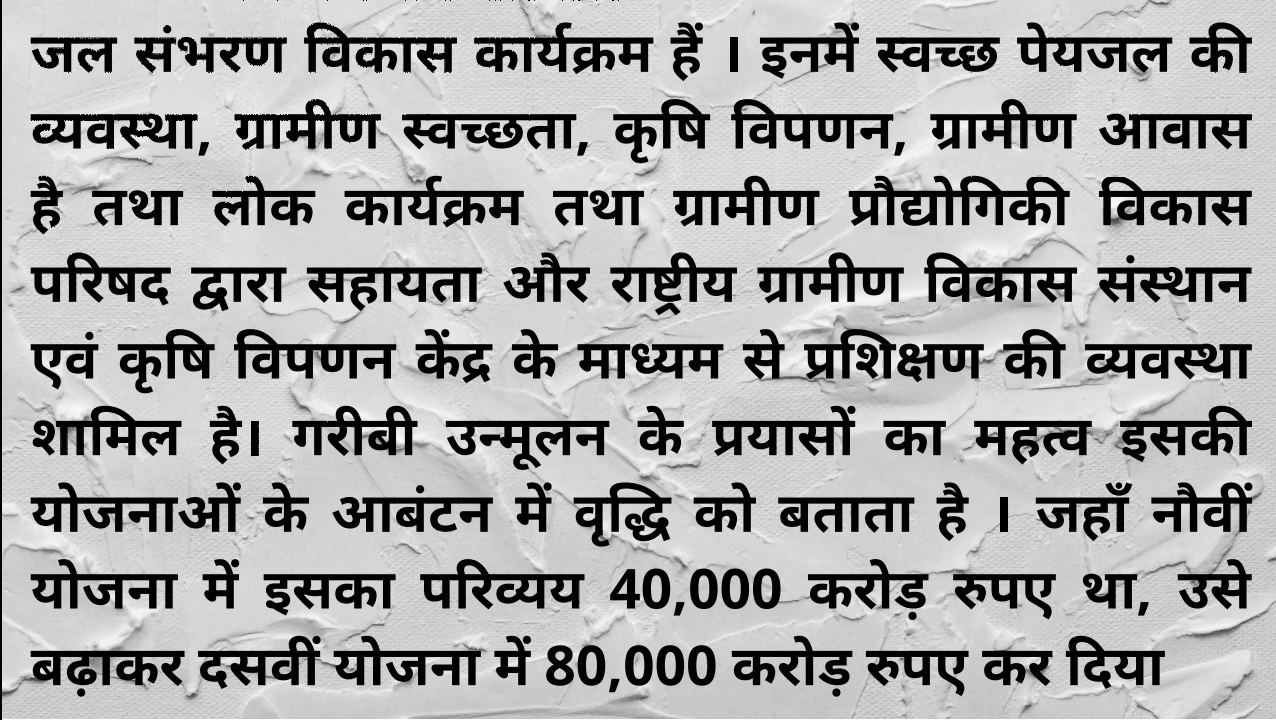 जल संभरण विकास कार्यक्रम हैं I इनमें स्वच्छ पेयजल की
व्यवस्था, ग्रामीण स्वच्छता, कृषि विपणन, ग्रामीण आवास
है तथा लोक कार्यक्रम तथा ग्रामीण प्रौद्योगिकी विकास
परिषद द्वारा सहायता और राष्ट्रीय ग्रामीण विकास संस्थान
एवं कृषि विपणन केंद्र के माध्यम से प्रशिक्षण की व्यवस्था
शामिल है। गरीबी उन्मूलन के प्रयासों का महत्व इसकी
योजनाओं के आबंटन में वृद्धि को बताता है I जहाँ नौवीं
योजना में इसका परिव्यय 40,000 करोड़ रुपए था, उसे
बढ़ाकर दसवीं योजना में 80,000 करोड़ रुपए कर दिया